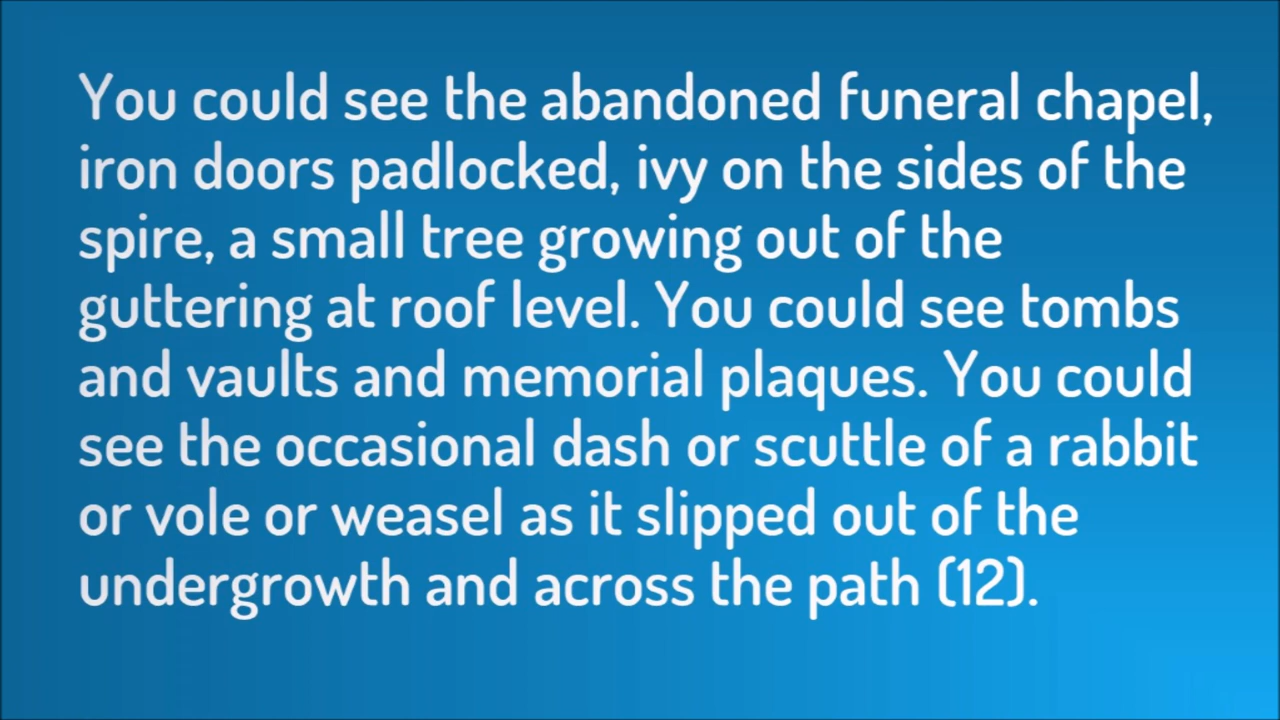 You could see the abandoned funeral chapel,
iron doors padlocked, ivy on the sides of the
spire, a small tree growing out of the
guttering at roof level. You could see tombs
and vaults and memorial plaques. You could
see the occasional dash or scuttle of a rabbit
or vole or weasel as it slipped out of the
undergrowth and across the path (12).